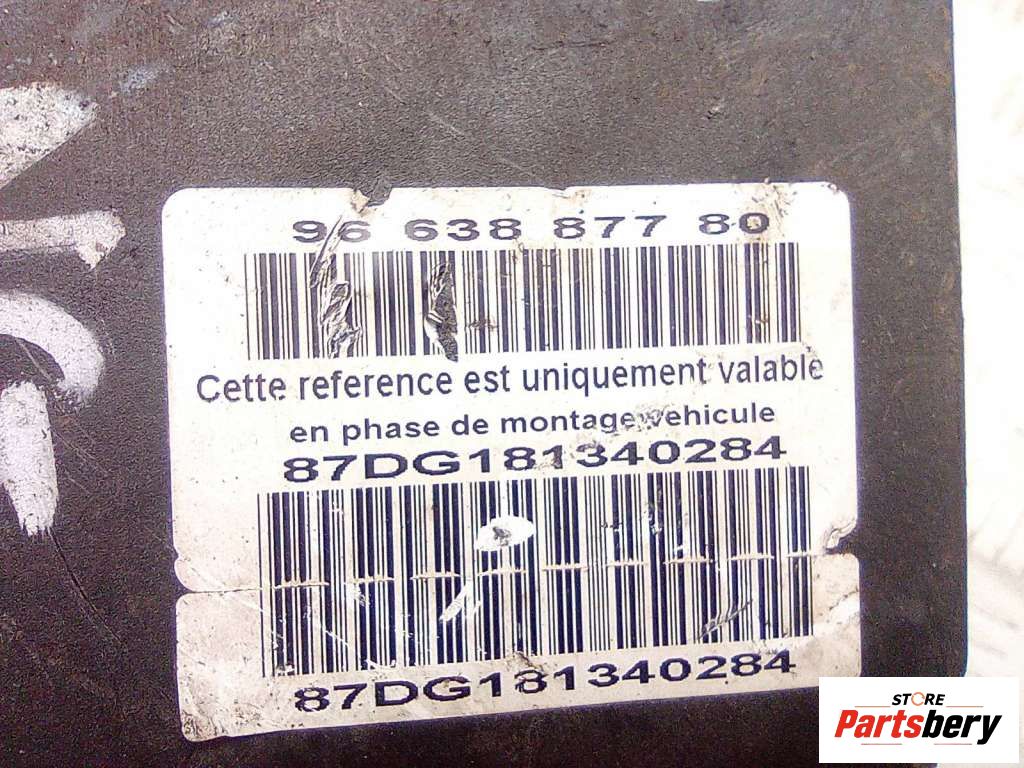 96 638 877 80
Cette reference est uniquement valable
en phase de montage vehicule
87DG181340284
87DG181340284
STORE
Partsbery